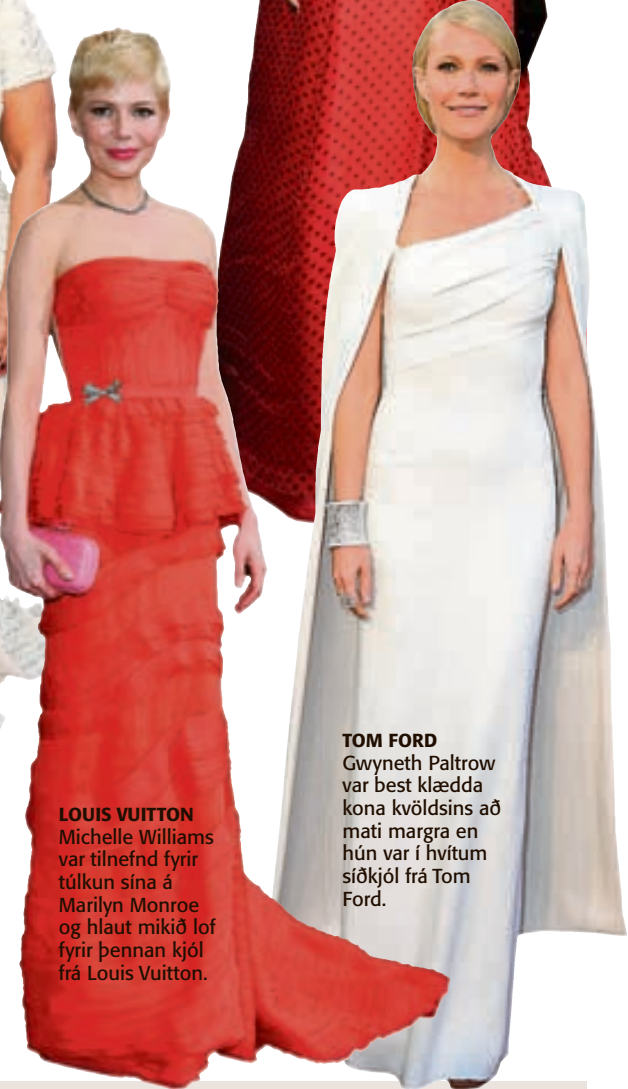 LOUIS VUITTON
Michelle Williams
var tilnefnd fyrir
túlkun sína á
Marilyn Monroe
og hlaut mikið lof
fyrir þennan kjól
frá Louis Vuitton.
TOM FORD
Gwyneth Paltrow
var best klædda
kona kvöldsins að
mati margra en
hún var í hvítum
síðkjól frá Tom
Ford.